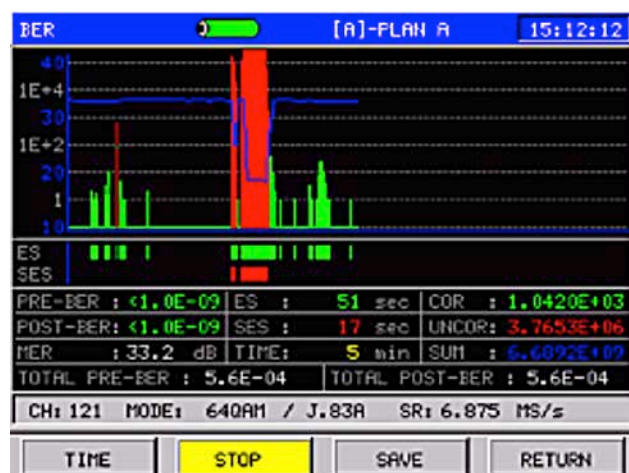 BER [A]-PLAN A 15:12:12
40
1E+4
30
1E+2
20
1
10
ES
SES
PRE-BER : <1.0E-09 ES : 51 sec COR : 1.0420E+03
POST-BER: <1.0E-09 SES : 17 sec UNCOR: 3.7653E+06
MER : 33.2 dB TIME: 5 min SUM : 6.6892E+09
TOTAL PRE-BER : 5.6E-04 TOTAL POST-BER : 5.6E-04
CH: 121 MODE: 64QAM / J.83A SR: 6.875 MS/s
TIME STOP SAVE RETURN